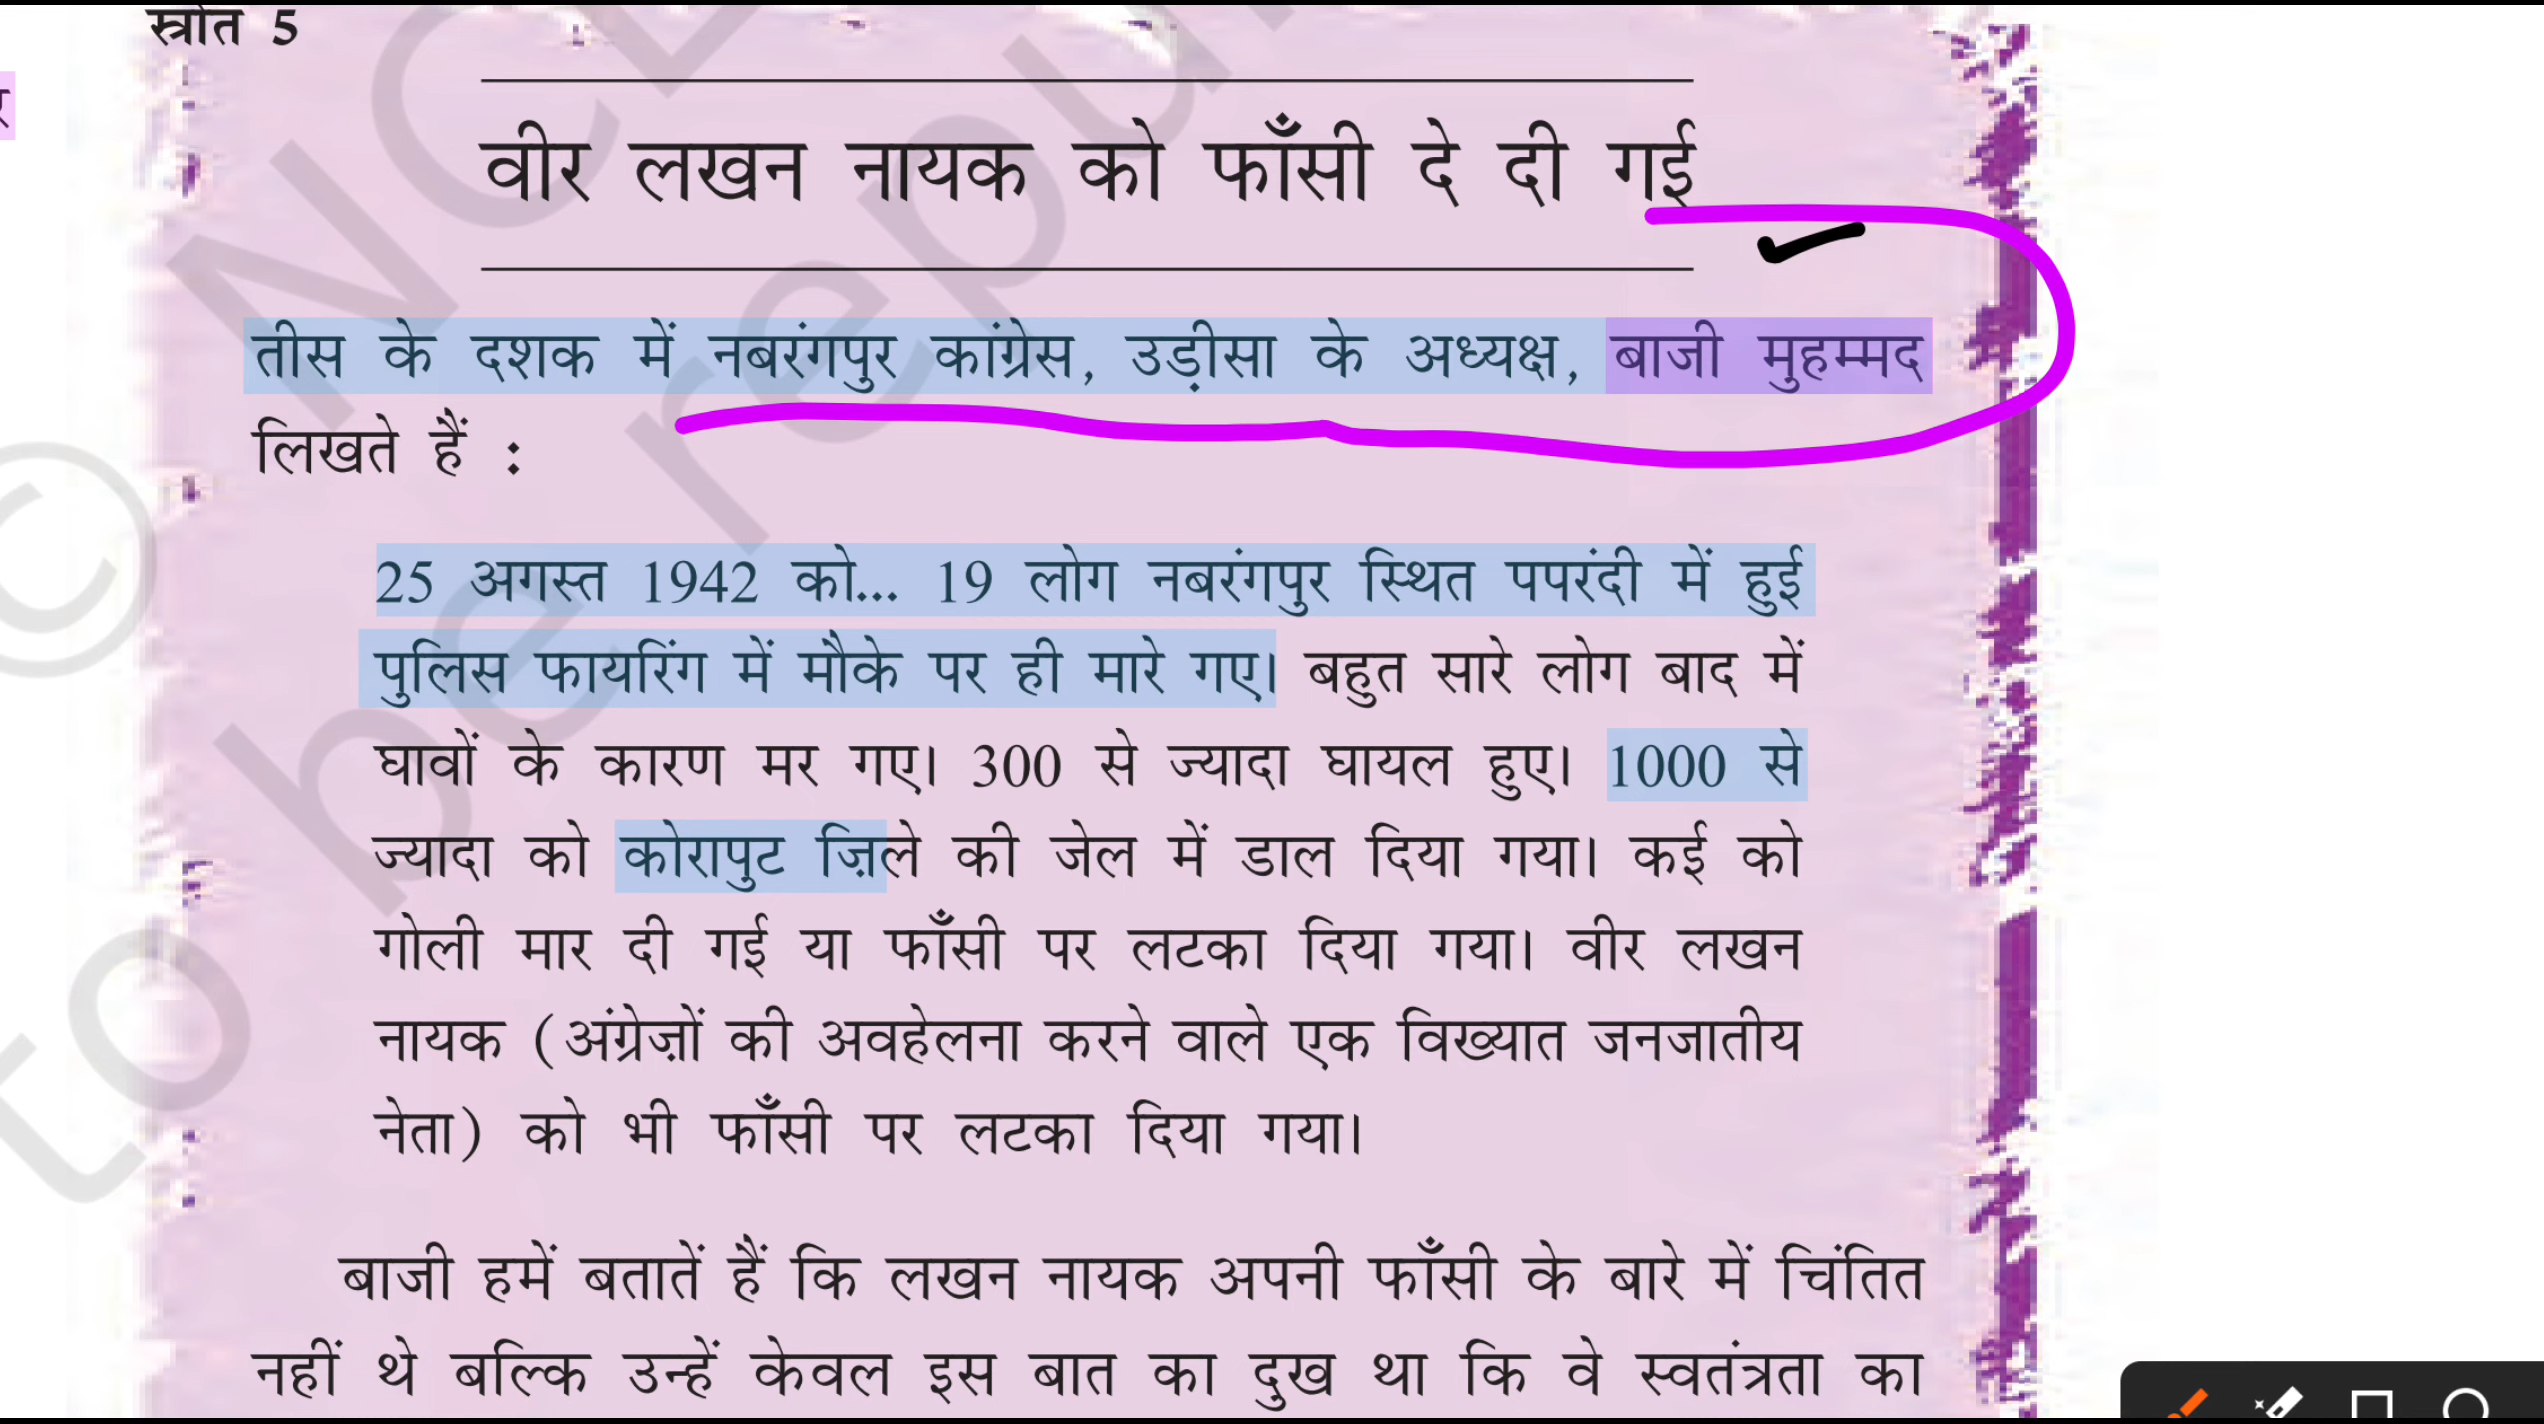 स्त्रोत 5
वीर लखन नायक को फाँसी दे दी गई
तीस के दशक में नबरंगपुर कांग्रेस, उड़ीसा के अध्यक्ष, बाजी मुहम्मद
लिखते हैं :
25 अगस्त 1942 को... 19 लोग नबरंगपुर स्थित पपरंदी में हुई
पुलिस फायरिंग में मौके पर ही मारे गए। बहुत सारे लोग बाद में
घावों के कारण मर गए। 300 से ज्यादा घायल हुए। 1000 से
ज्यादा को कोरापुट ज़िले की जेल में डाल दिया गया। कई को
गोली मार दी गई या फाँसी पर लटका दिया गया। वीर लखन
नायक (अंग्रेज़ों की अवहेलना करने वाले एक विख्यात जनजातीय
नेता) को भी फाँसी पर लटका दिया गया।
बाजी हमें बतातें हैं कि लखन नायक अपनी फाँसी के बारे में चिंतित
नहीं थे बल्कि उन्हें केवल इस बात का दुख था कि वे स्वतंत्रता का